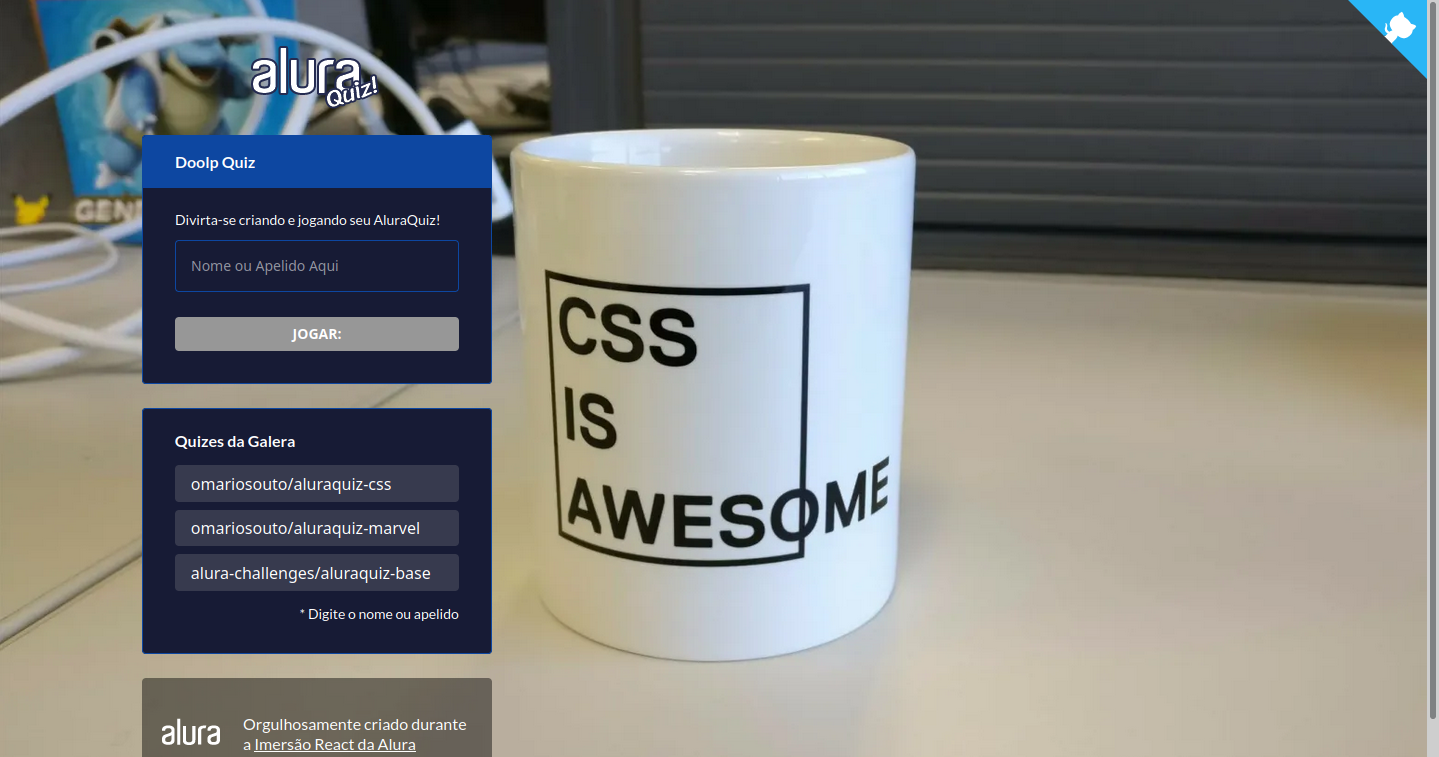 alura
Quiz!
Doolp Quiz
Divirta-se criando e jogando seu AluraQuiz!
Nome ou Apelido Aqui
JOGAR:
Quizes da Galera
omariosouto/aluraquiz-css
omariosouto/aluraquiz-marvel
alura-challenges/aluraquiz-base
* Digite o nome ou apelido
alura
Orgulhosamente criado durante
a Imersão React da Alura
CSS
IS
AWESOME